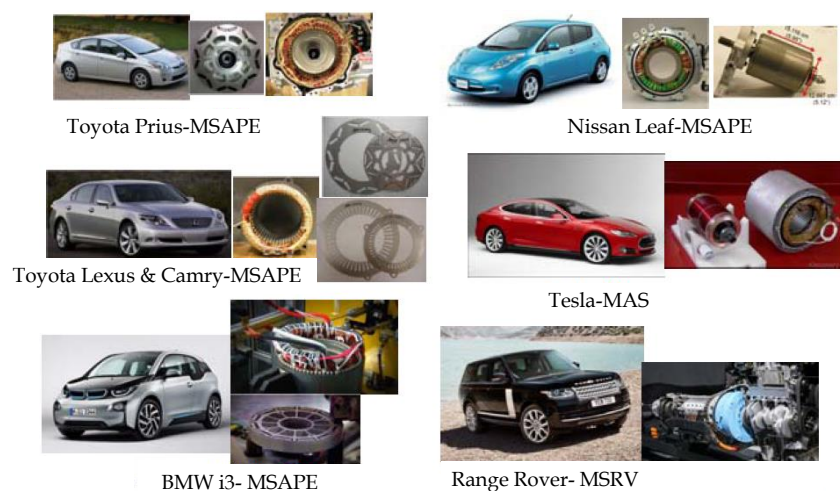 Toyota Prius-MSAPE
Nissan Leaf-MSAPE
Toyota Lexus & Camry-MSAPE
Tesla-MAS
BMW i3- MSAPE
Range Rover- MSRV